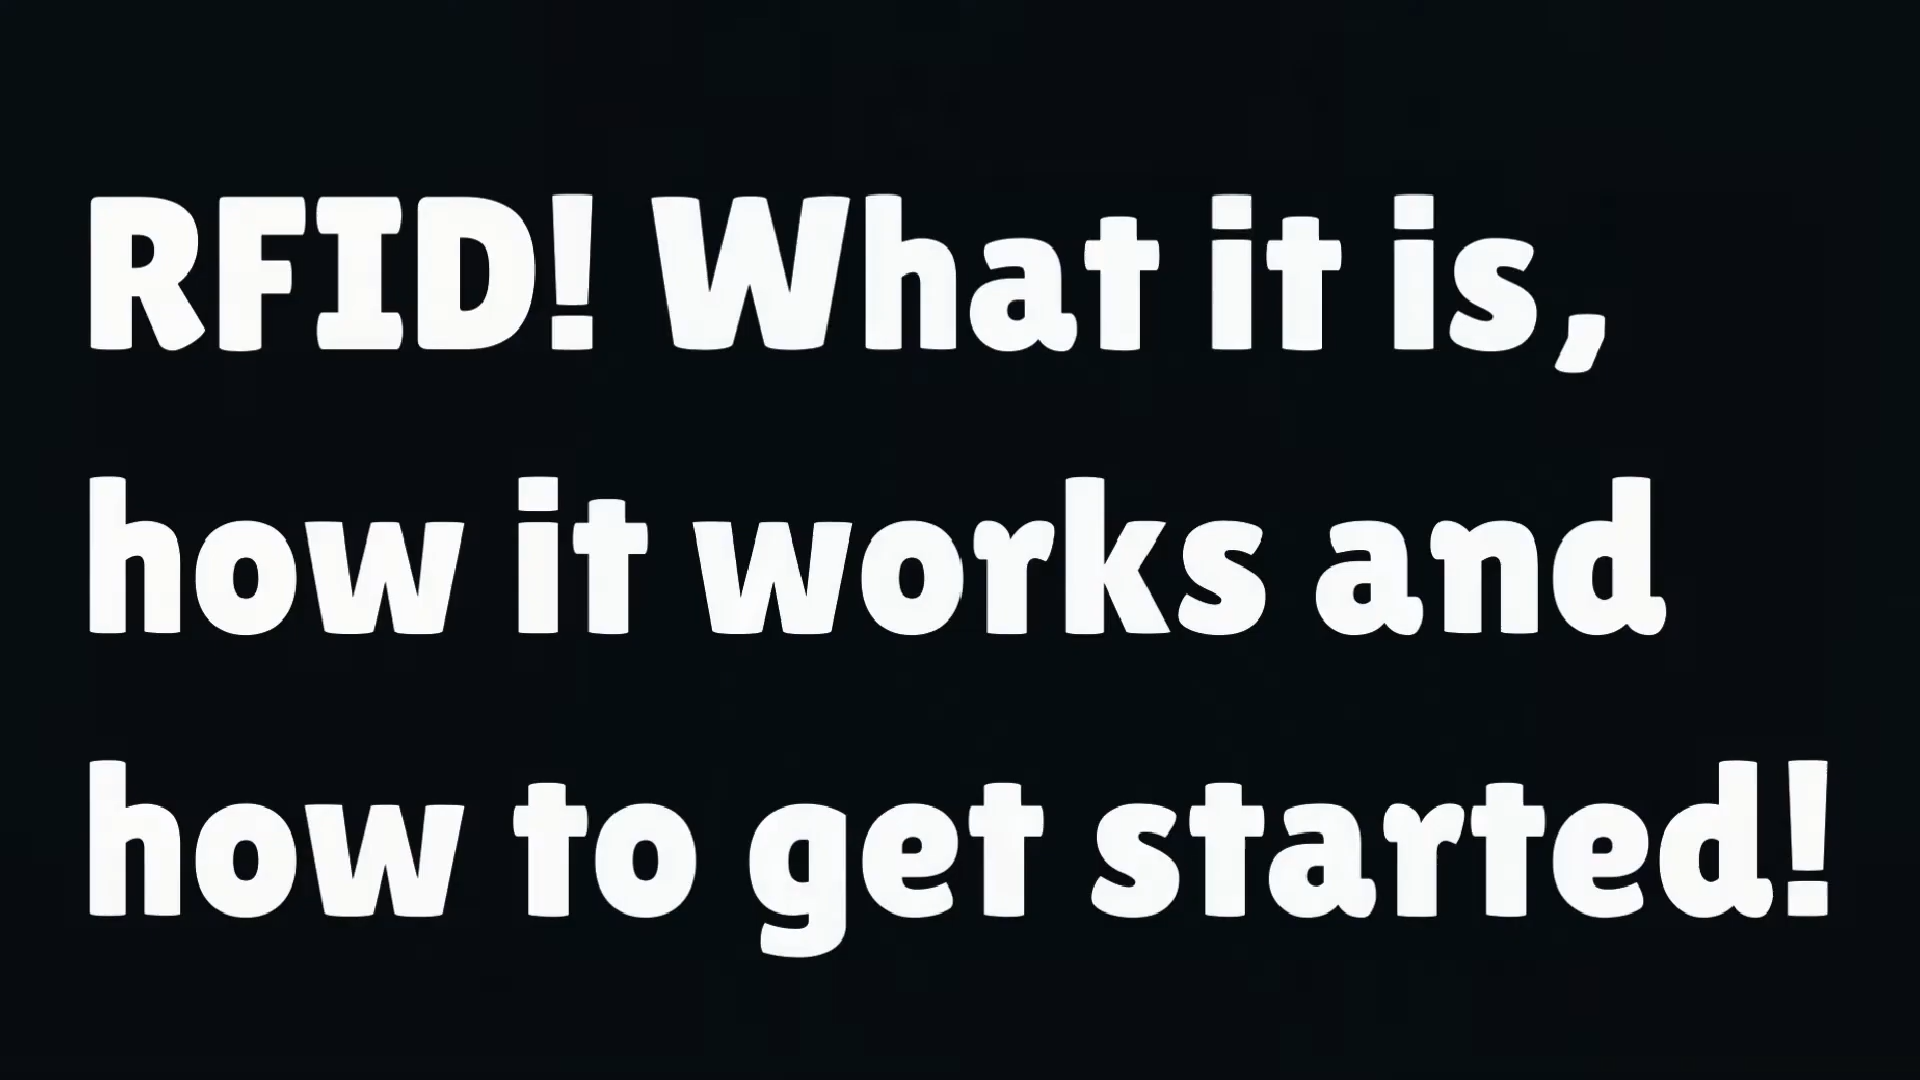 RFID! What it is,
how it works and
how to get started!